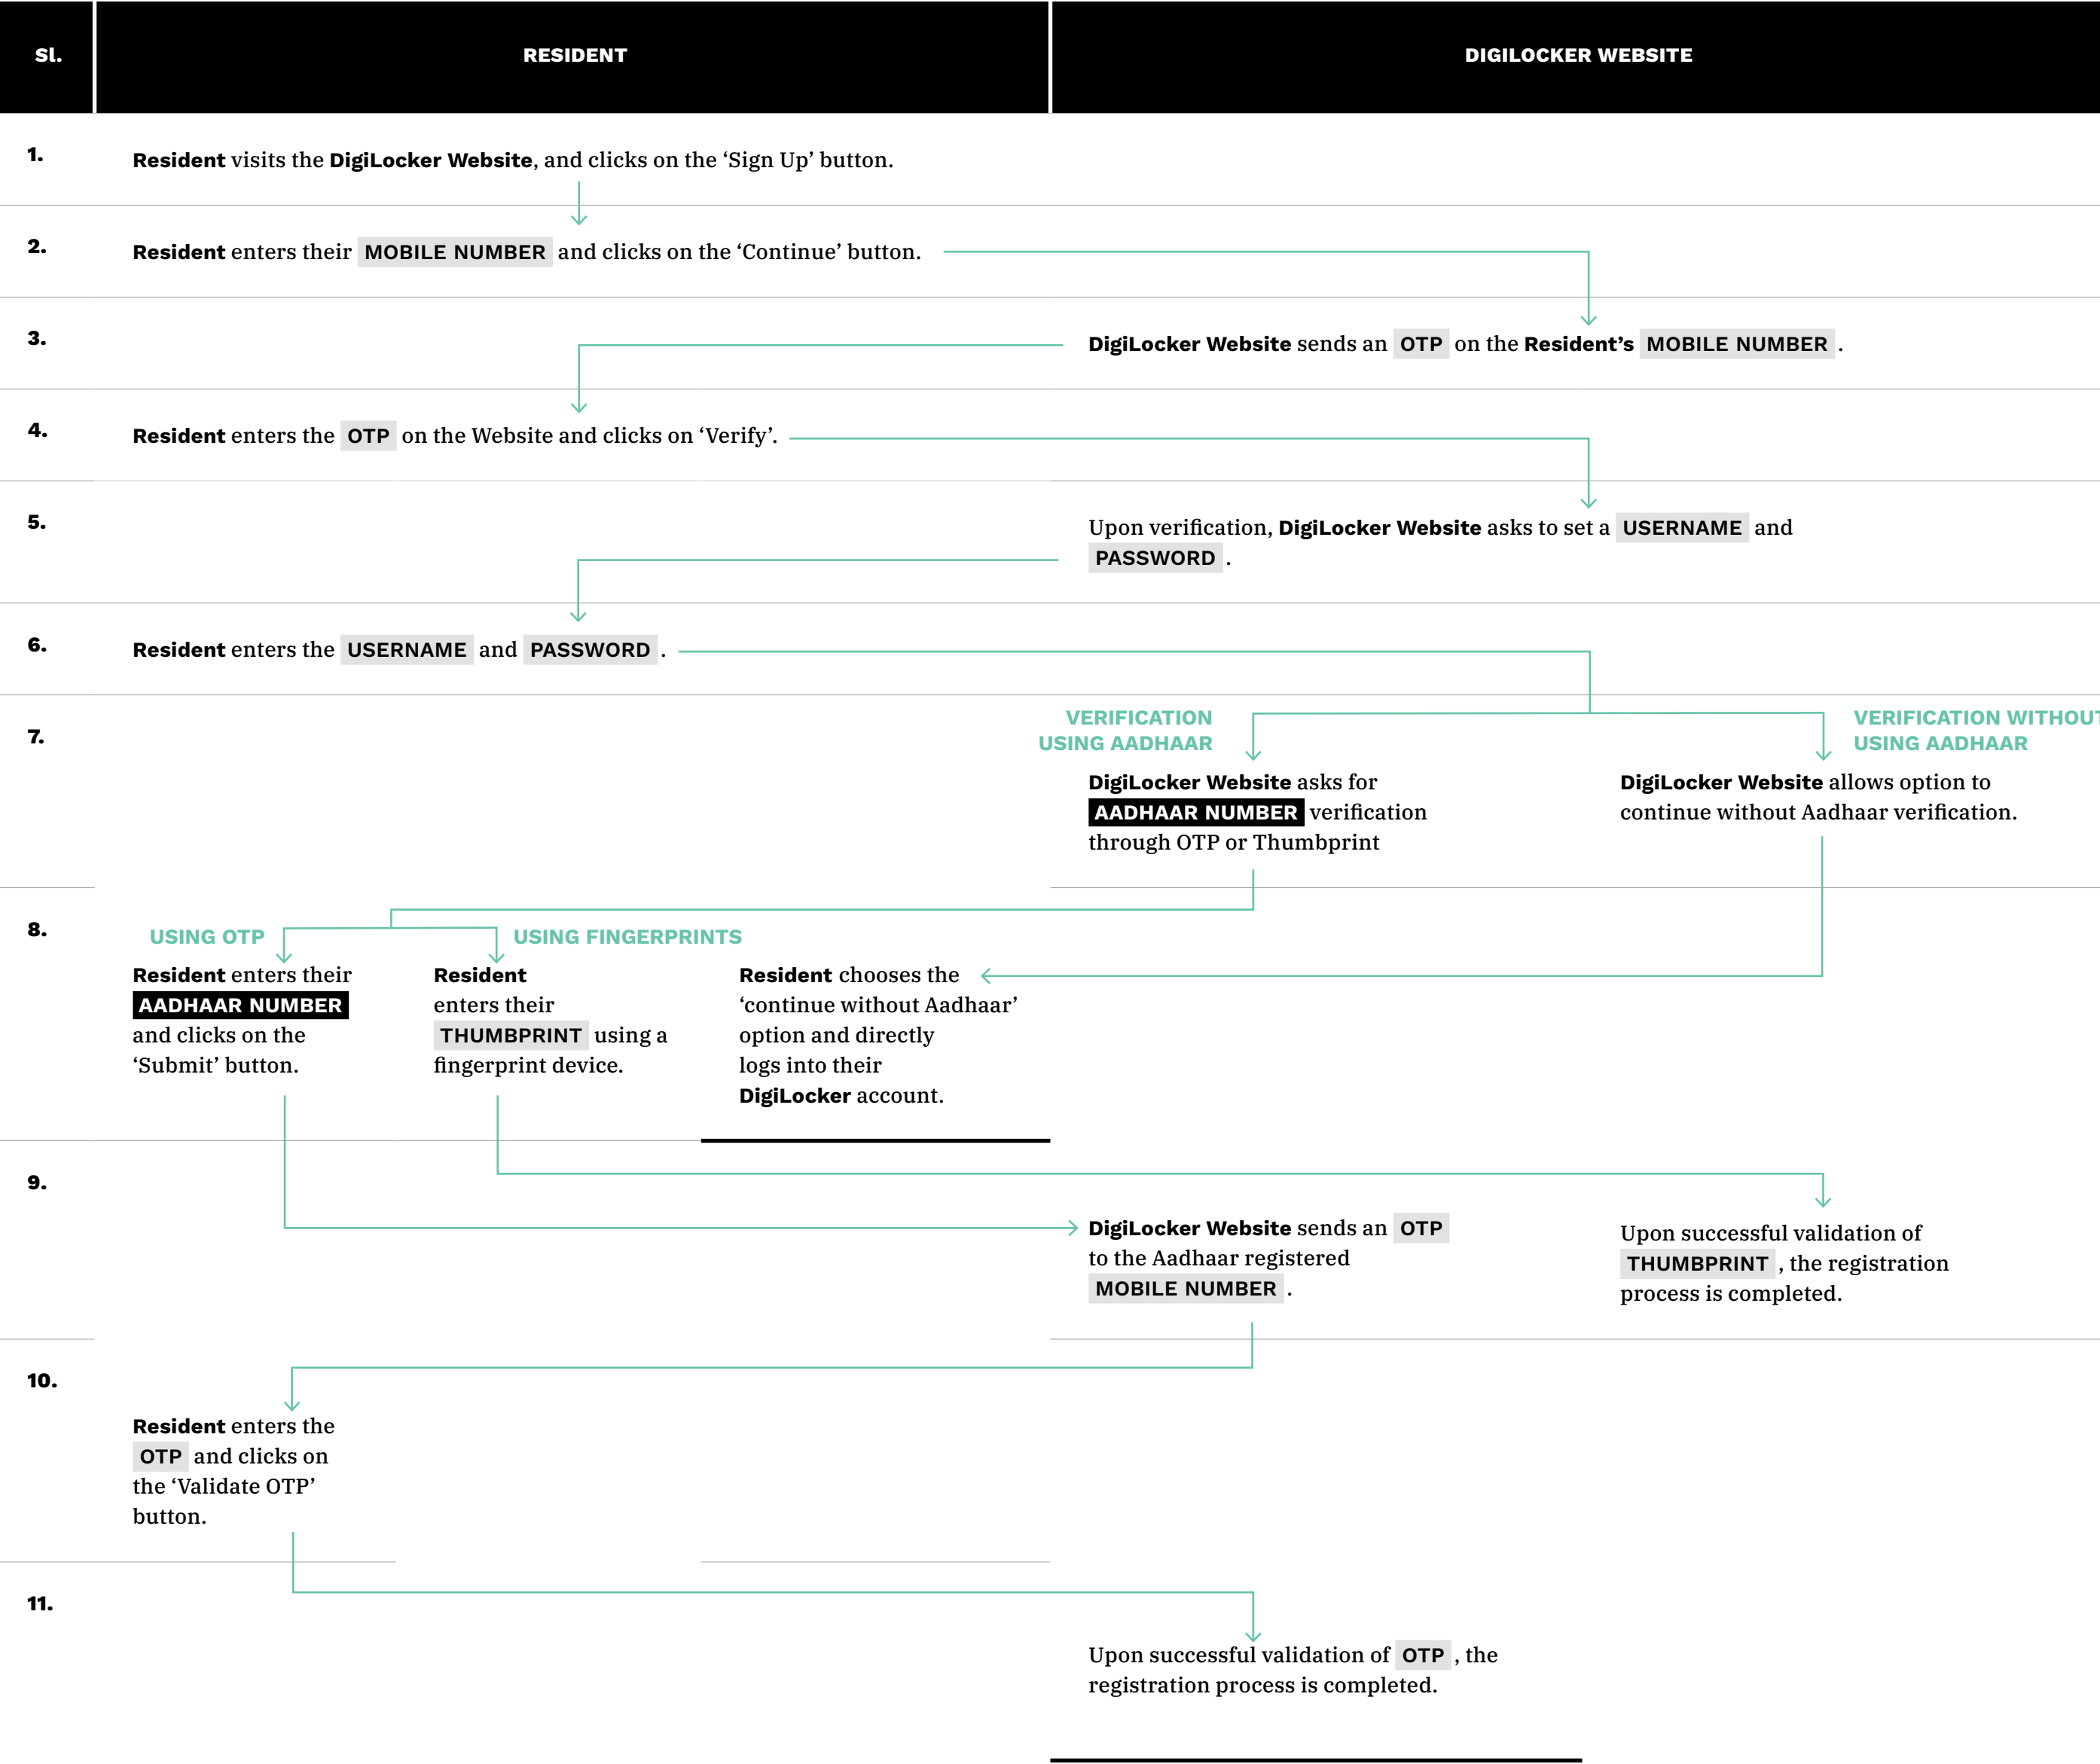 Sl.
RESIDENT
DIGILOCKER WEBSITE
1.
Resident visits the DigiLocker Website, and clicks on the ‘Sign Up’ button.
2.
Resident enters their MOBILE NUMBER and clicks on the ‘Continue’ button.
3.
DigiLocker Website sends an OTP on the Resident’s MOBILE NUMBER .
4.
Resident enters the OTP on the Website and clicks on ‘Verify’.
5.
Upon verification, DigiLocker Website asks to set a USERNAME and
PASSWORD .
6.
Resident enters the USERNAME and PASSWORD .
7.
VERIFICATION
USING AADHAAR
DigiLocker Website asks for
AADHAAR NUMBER verification
through OTP or Thumbprint
VERIFICATION WITHOUT
USING AADHAAR
DigiLocker Website allows option to
continue without Aadhaar verification.
8.
USING OTP
Resident enters their
AADHAAR NUMBER
and clicks on the
‘Submit’ button.
USING FINGERPRINTS
Resident
enters their
THUMBPRINT using a
fingerprint device.
Resident chooses the
‘continue without Aadhaar’
option and directly
logs into their
DigiLocker account.
9.
DigiLocker Website sends an OTP
to the Aadhaar registered
MOBILE NUMBER .
Upon successful validation of
THUMBPRINT , the registration
process is completed.
10.
Resident enters the
OTP and clicks on
the ‘Validate OTP’
button.
11.
Upon successful validation of OTP , the
registration process is completed.